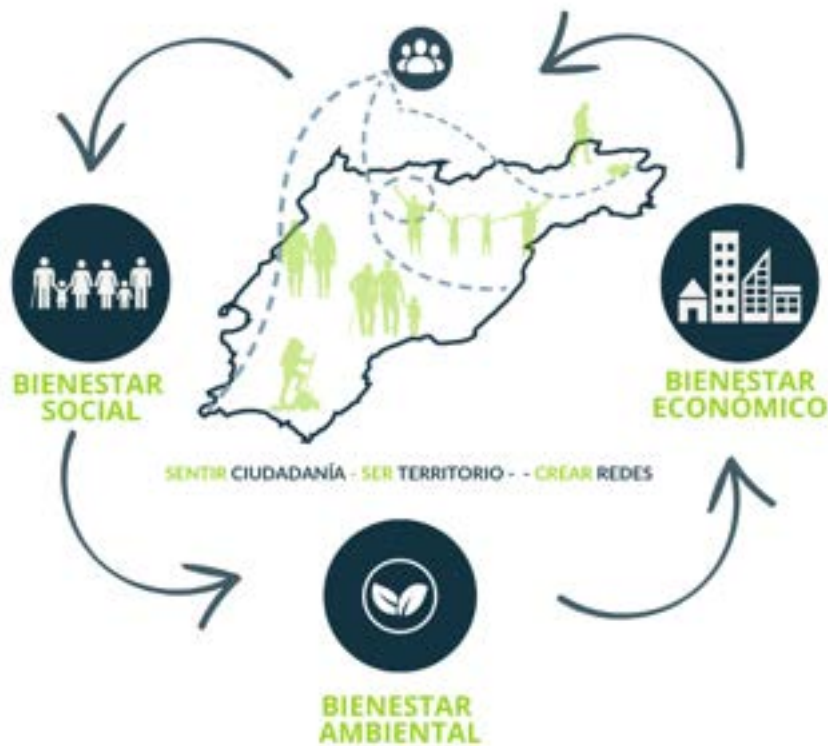 BIENESTAR
SOCIAL
BIENESTAR
ECONÓMICO
SENTIR CIUDADANÍA - SER TERRITORIO - - CREAR REDES
BIENESTAR
AMBIENTAL